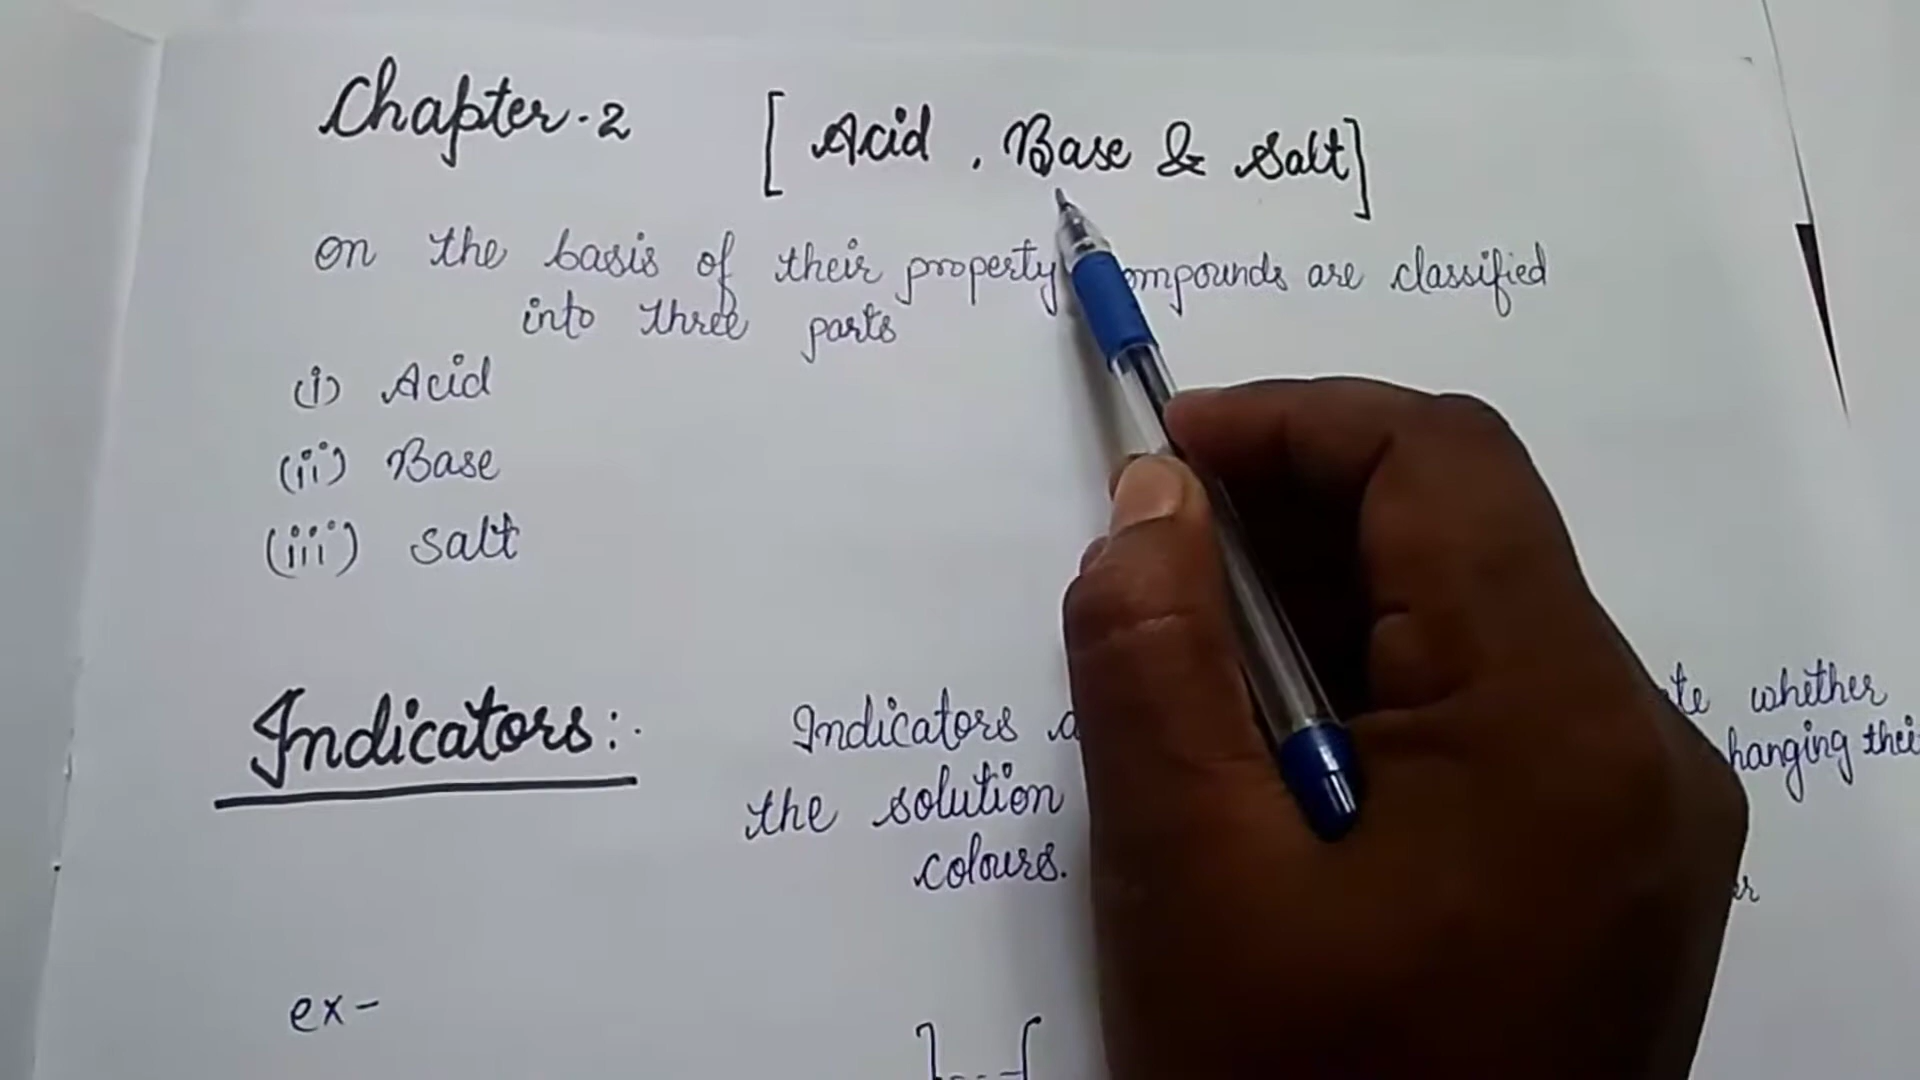 Chapter-2 [Acid, Base & Salt]
on the basis of their property compounds are classified
into three parts
(i) Acid
(ii) Base
(iii) Salt
Indicators:- Indicators whether
the solution changing their
colours.
ex-